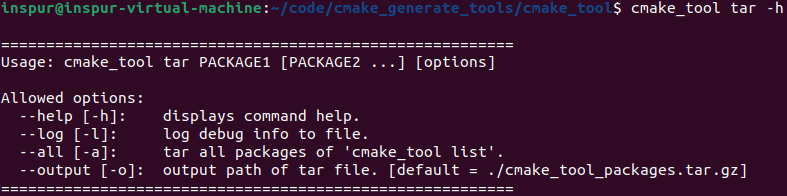 inspur@inspur-virtual-machine:~/code/cmake_generate_tools/cmake_tool$ cmake_tool tar -h
=========================================================
Usage: cmake_tool tar PACKAGE1 [PACKAGE2 ...] [options]
Allowed options:
--help [-h]: displays command help.
--log [-l]: log debug info to file.
--all [-a]: tar all packages of 'cmake_tool list'.
--output [-o]: output path of tar file. [default = ./cmake_tool_packages.tar.gz]
=========================================================